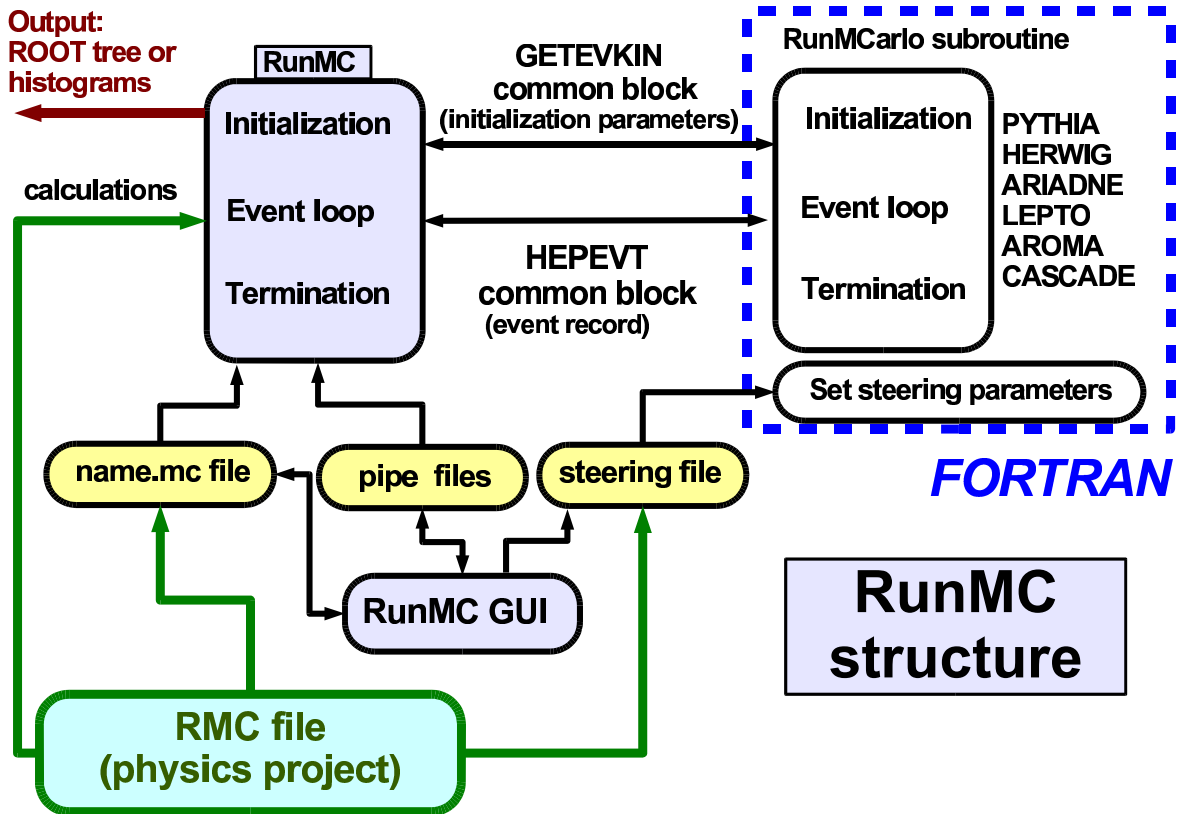 Output:
ROOT tree or
histograms
RunMC
Initialization
Event loop
Termination
calculations
GETEVKIN
common block
(initialization parameters)
HEPEVT
common block
(event record)
RunMCarlo subroutine
Initialization
Event loop
Termination
PYTHIA
HERWIG
ARIADNE
LEPTO
AROMA
CASCADE
Set steering parameters
FORTRAN
name.mc file
pipe files
steering file
RunMC GUI
RMC file
(physics project)
RunMC
structure